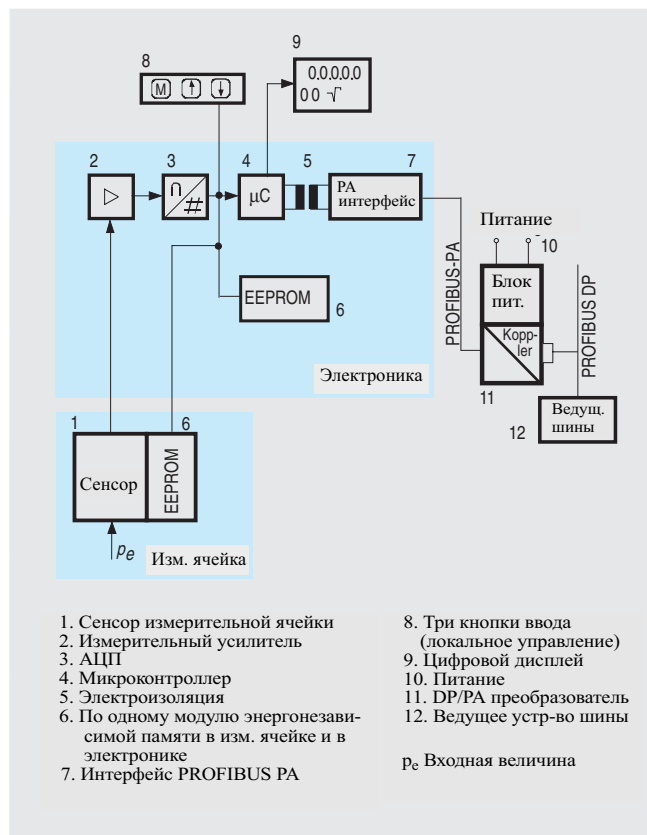 8
9
M ↑ ↓
0.0.0.0.0
0 0 √
2
3
4
5
7
∩ / #
µC
PA
интерфейс
Питание
10
PROFIBUS-PA
Блок
пит.
PROFIBUS DP
EEPROM
6
Kopp-
ler
Электроника
11
12
Ведущ.
шины
1
6
Сенсор
EEPROM
pe
Изм. ячейка
1. Сенсор измерительной ячейки
2. Измерительный усилитель
3. АЦП
4. Микроконтроллер
5. Электроизоляция
6. По одному модулю энергонезави-
симой памяти в изм. ячейке и в
электронике
7. Интерфейс PROFIBUS PA
8. Три кнопки ввода
(локальное управление)
9. Цифровой дисплей
10. Питание
11. DP/PA преобразователь
12. Ведущее устр-во шины
pe Входная величина